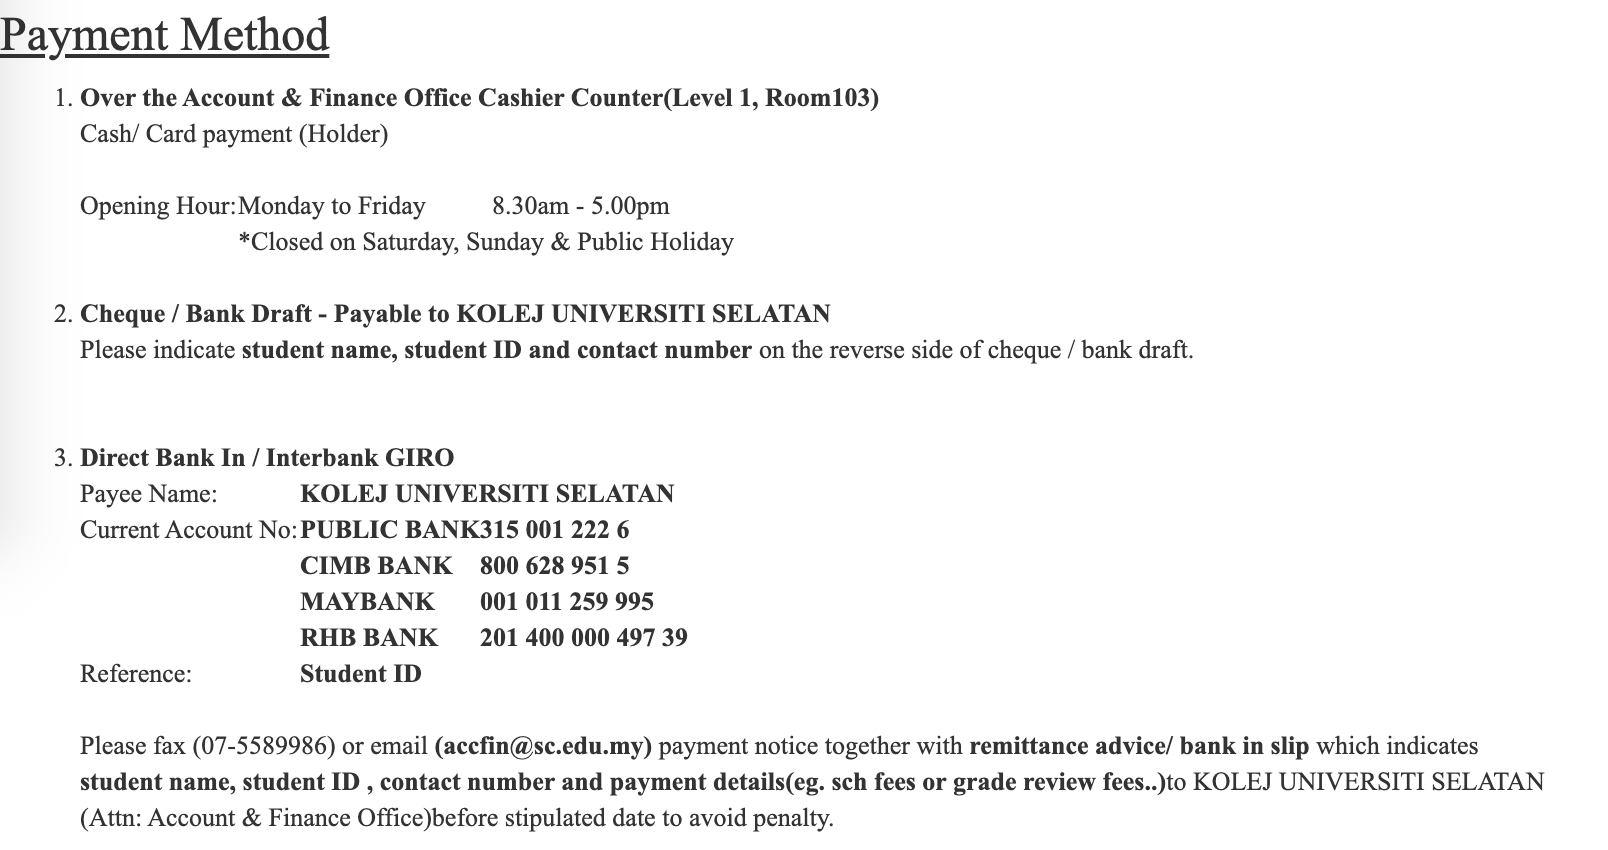 Payment Method
1. Over the Account & Finance Office Cashier Counter(Level 1, Room103)
Cash/ Card payment (Holder)
Opening Hour:Monday to Friday 8.30am - 5.00pm
*Closed on Saturday, Sunday & Public Holiday
2. Cheque / Bank Draft - Payable to KOLEJ UNIVERSITI SELATAN
Please indicate student name, student ID and contact number on the reverse side of cheque / bank draft.
3. Direct Bank In / Interbank GIRO
Payee Name: KOLEJ UNIVERSITI SELATAN
Current Account No:PUBLIC BANK315 001 222 6
CIMB BANK 800 628 951 5
MAYBANK 001 011 259 995
RHB BANK 201 400 000 497 39
Reference: Student ID
Please fax (07-5589986) or email (accfin@sc.edu.my) payment notice together with remittance advice/ bank in slip which indicates
student name, student ID , contact number and payment details(eg. sch fees or grade review fees..)to KOLEJ UNIVERSITI SELATAN
(Attn: Account & Finance Office)before stipulated date to avoid penalty.